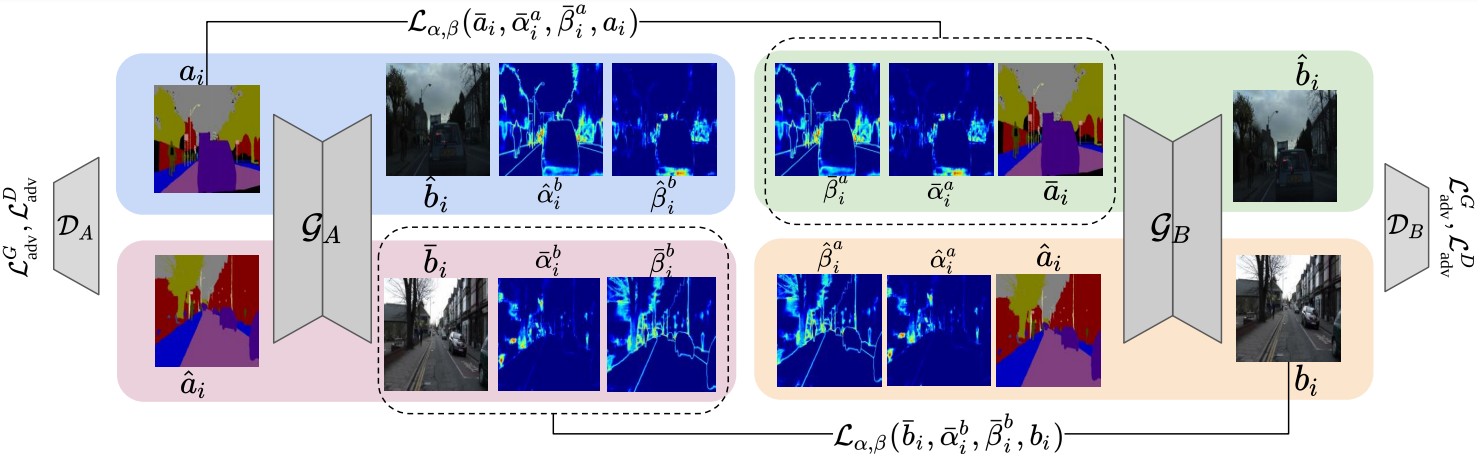 $\mathcal{L}_{\alpha,\beta}(\bar{a}_i, \bar{\alpha}_i^a, \bar{\beta}_i^a, a_i)$
$a_i$
$\hat{b}_i$
$\hat{b}_i$
$\hat{\alpha}_i^b$
$\hat{\beta}_i^b$
$\bar{\beta}_i^a$
$\bar{\alpha}_i^a$
$\bar{a}_i$
$\mathcal{L}_{\text{adv}}^G, \mathcal{L}_{\text{adv}}^D$
$\mathcal{D}_A$
$\mathcal{G}_A$
$\mathcal{G}_B$
$\mathcal{D}_B$
$\mathcal{L}_{\text{adv}}^G, \mathcal{L}_{\text{adv}}^D$
$\bar{b}_i$
$\bar{\alpha}_i^b$
$\bar{\beta}_i^b$
$\hat{\beta}_i^a$
$\hat{\alpha}_i^a$
$\hat{a}_i$
$\hat{a}_i$
$b_i$
$\mathcal{L}_{\alpha,\beta}(\bar{b}_i, \bar{\alpha}_i^b, \bar{\beta}_i^b, b_i)$